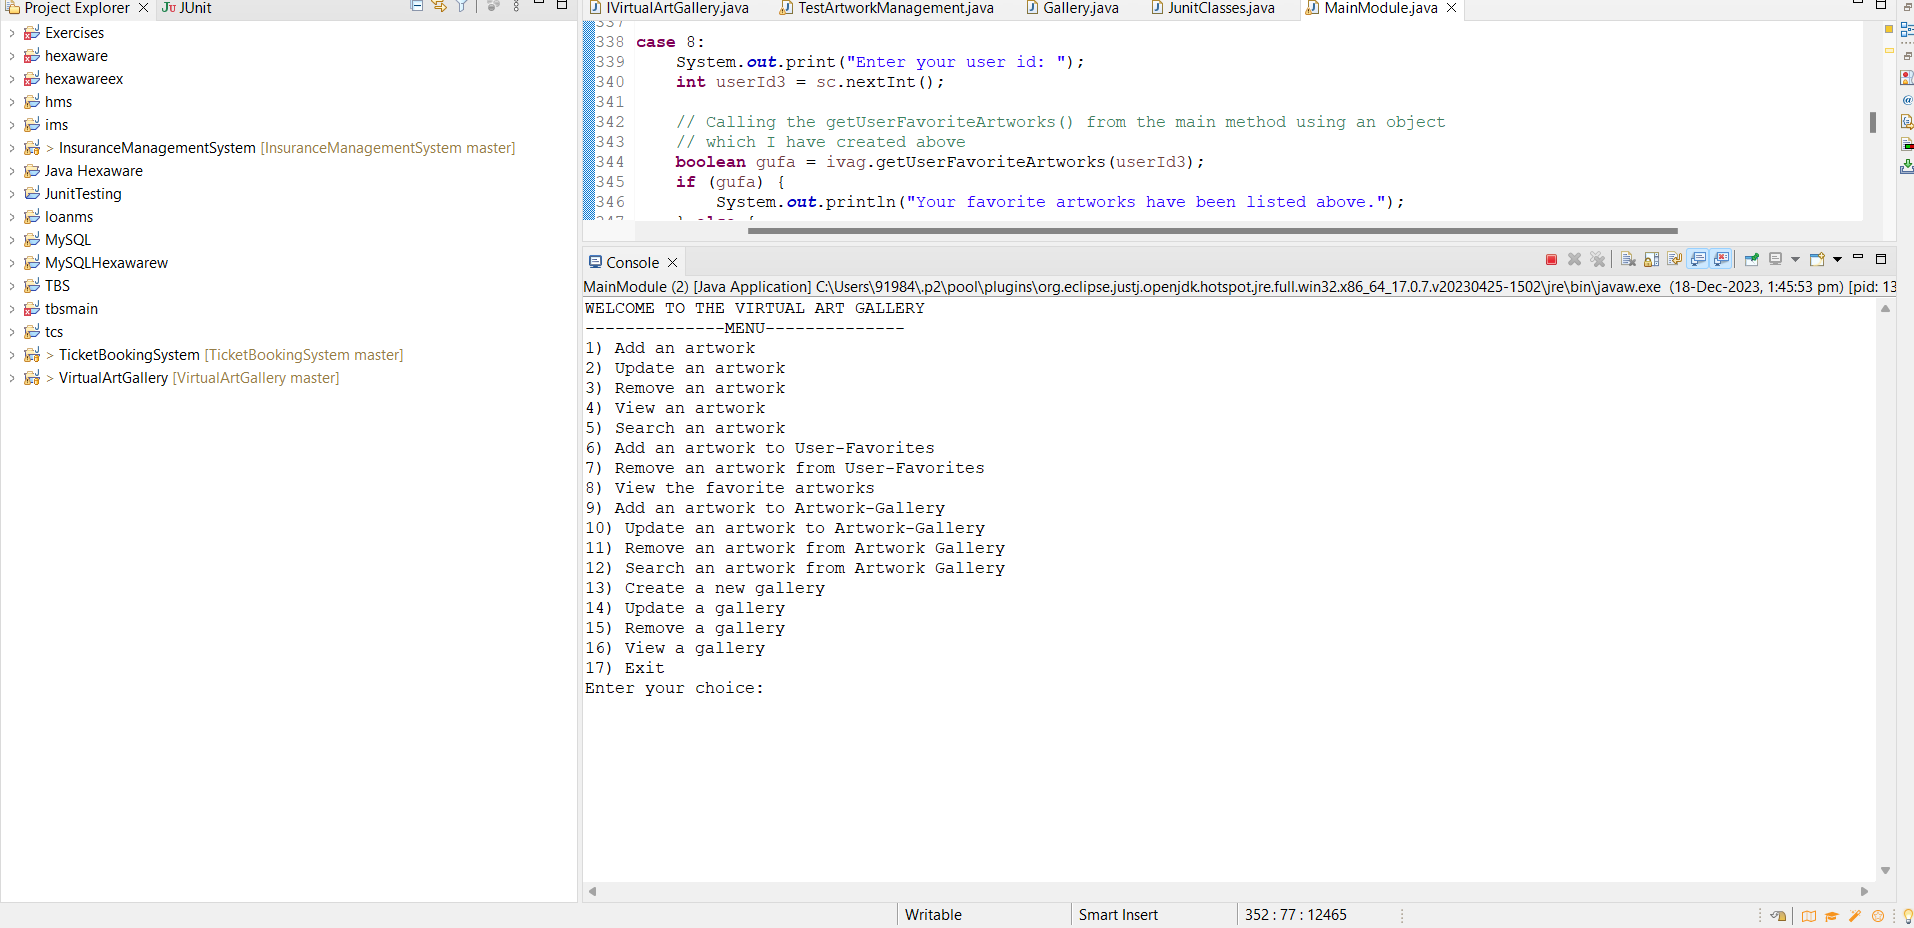 Project Explorer
JUnit
Exercises
hexaware
hexawareex
hms
ims
> InsuranceManagementSystem [InsuranceManagementSystem master]
Java Hexaware
JunitTesting
loanms
MySQL
MySQLHexawarew
TBS
tbsmain
tcs
> TicketBookingSystem [TicketBookingSystem master]
> VirtualArtGallery [VirtualArtGallery master]
IVirtualArtGallery.java TestArtworkManagement.java Gallery.java JunitClasses.java MainModule.java
337
338 case 8:
339 System.out.print("Enter your user id: ");
340 int userId3 = sc.nextInt();
341
342 // Calling the getUserFavoriteArtworks() from the main method using an object
343 // which I have created above
344 boolean gufa = ivag.getUserFavoriteArtworks(userId3);
345 if (gufa) {
346 System.out.println("Your favorite artworks have been listed above.");
347 } else {
Console
MainModule (2) [Java Application] C:\Users\91984\.p2\pool\plugins\org.eclipse.justj.openjdk.hotspot.jre.full.win32.x86_64_17.0.7.v20230425-1502\jre\bin\javaw.exe (18-Dec-2023, 1:45:53 pm) [pid: 13
WELCOME TO THE VIRTUAL ART GALLERY
--------------MENU--------------
1) Add an artwork
2) Update an artwork
3) Remove an artwork
4) View an artwork
5) Search an artwork
6) Add an artwork to User-Favorites
7) Remove an artwork from User-Favorites
8) View the favorite artworks
9) Add an artwork to Artwork-Gallery
10) Update an artwork to Artwork-Gallery
11) Remove an artwork from Artwork Gallery
12) Search an artwork from Artwork Gallery
13) Create a new gallery
14) Update a gallery
15) Remove a gallery
16) View a gallery
17) Exit
Enter your choice:
Writable Smart Insert 352 : 77 : 12465